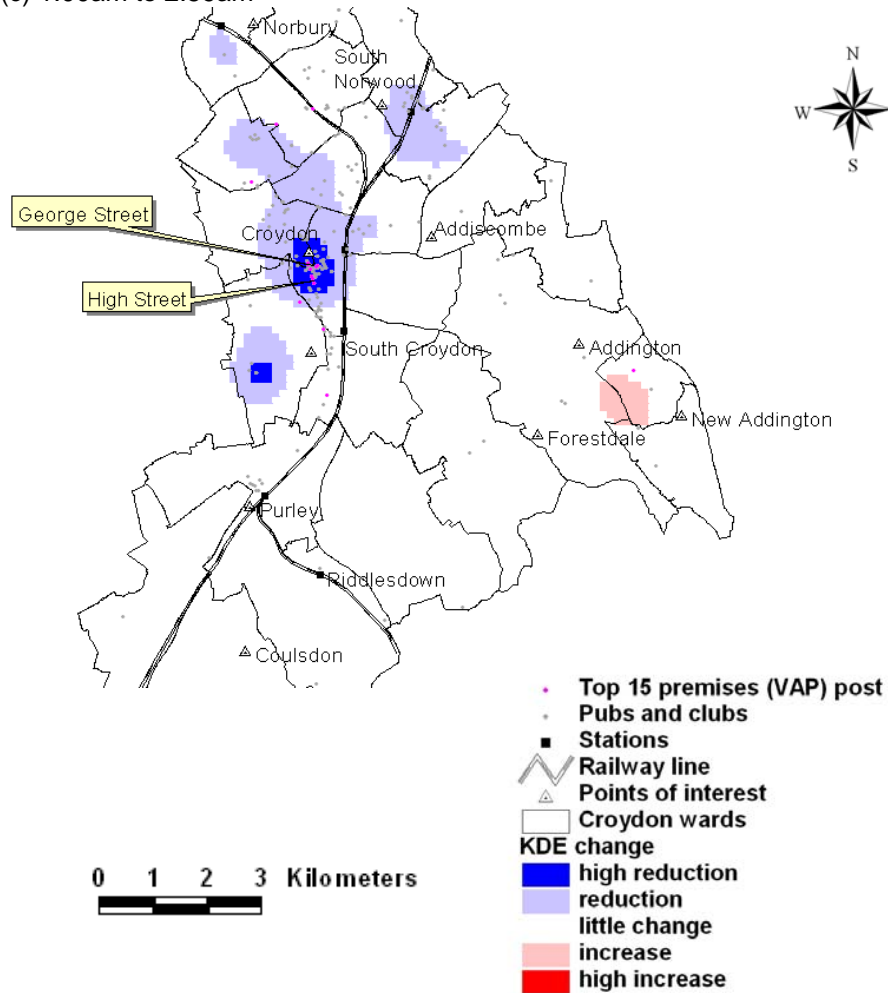 Norbury
South
Norwood
N
W
S
George Street
Croydon
Addiscombe
High Street
South Croydon
Addington
New Addington
Forestdale
Purley
Riddlesdown
Coulsdon
Top 15 premises (VAP) post
Pubs and clubs
Stations
Railway line
Points of interest
Croydon wards
KDE change
high reduction
reduction
little change
increase
high increase
0 1 2 3 Kilometers